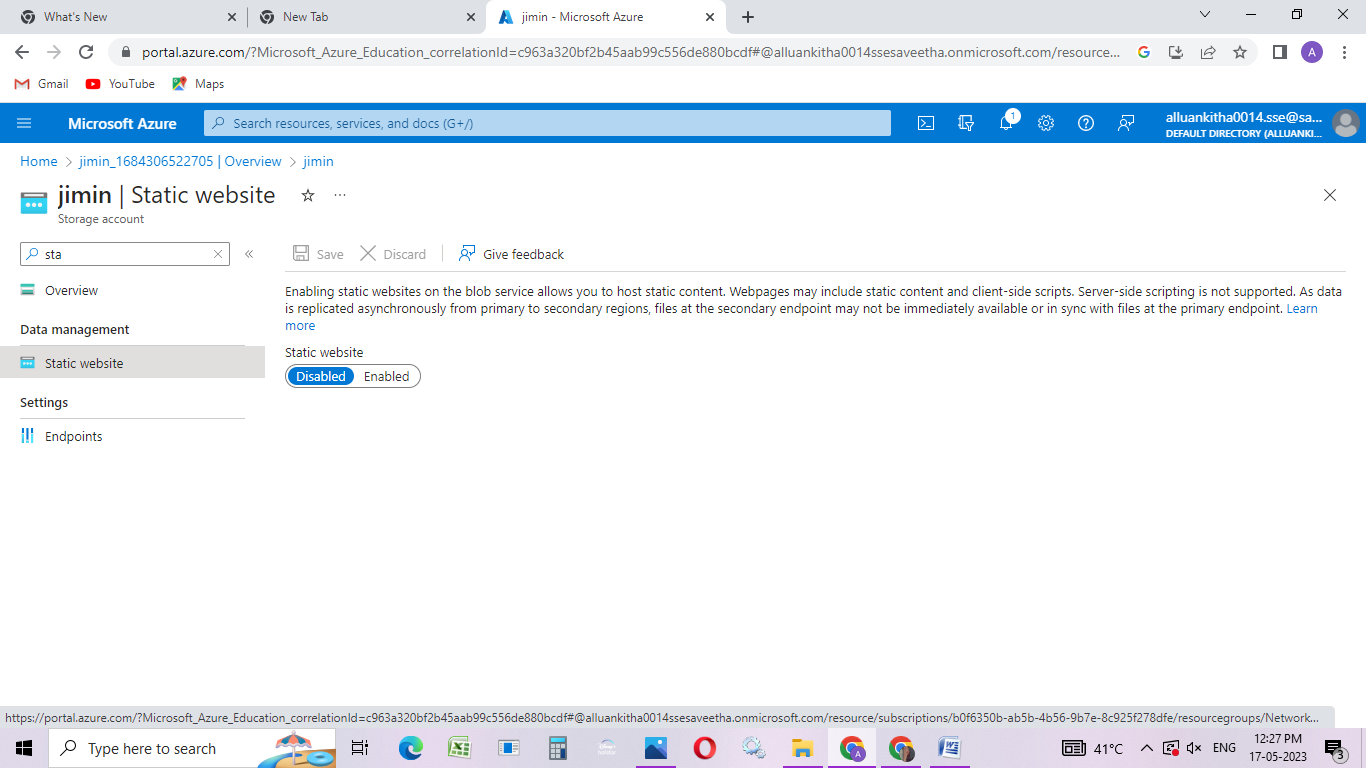 What's New
New Tab
jimin - Microsoft Azure
portal.azure.com/?Microsoft_Azure_Education_correlationId=c963a320bf2b45aab99c556de880bcdf#@alluankitha0014ssesaveetha.onmicrosoft.com/resource...
A
Gmail
YouTube
Maps
Microsoft Azure
Search resources, services, and docs (G+/)
1
alluankitha0014.sse@sa...
DEFAULT DIRECTORY (ALLUANKI...
Home > jimin_1684306522705 | Overview > jimin
jimin | Static website
Storage account
sta
Save
Discard
Give feedback
Overview
Data management
Static website
Settings
Endpoints
Enabling static websites on the blob service allows you to host static content. Webpages may include static content and client-side scripts. Server-side scripting is not supported. As data
is replicated asynchronously from primary to secondary regions, files at the secondary endpoint may not be immediately available or in sync with files at the primary endpoint. Learn
more
Static website
Disabled Enabled
https://portal.azure.com/?Microsoft_Azure_Education_correlationId=c963a320bf2b45aab99c556de880bcdf#@alluankitha0014ssesaveetha.onmicrosoft.com/resource/subscriptions/b0f6350b-ab5b-4b56-9b7e-8c925f278dfe/resourcegroups/Network...
Type here to search
A
41°C
ENG
12:27 PM
17-05-2023
3